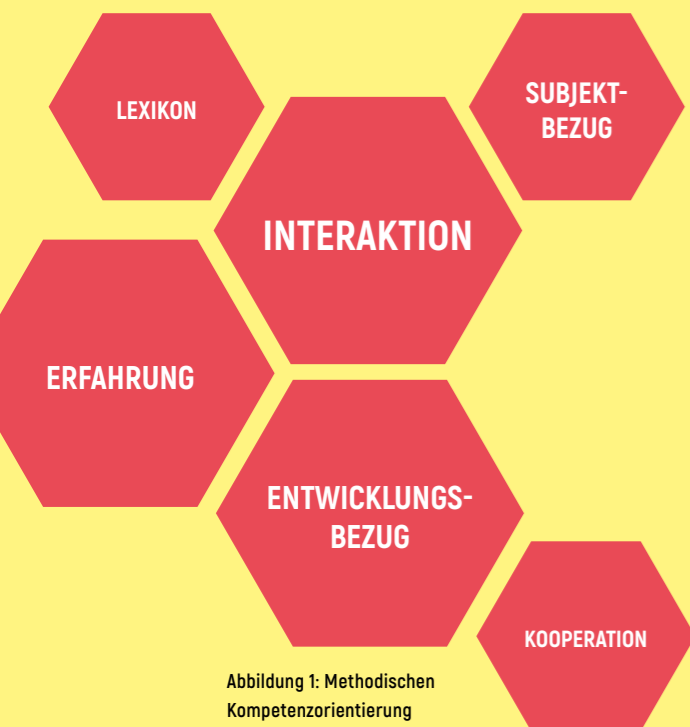 LEXIKON
SUBJEKT-
BEZUG
INTERAKTION
ERFAHRUNG
ENTWICKLUNGS-
BEZUG
KOOPERATION
Abbildung 1: Methodischen
Kompetenzorientierung